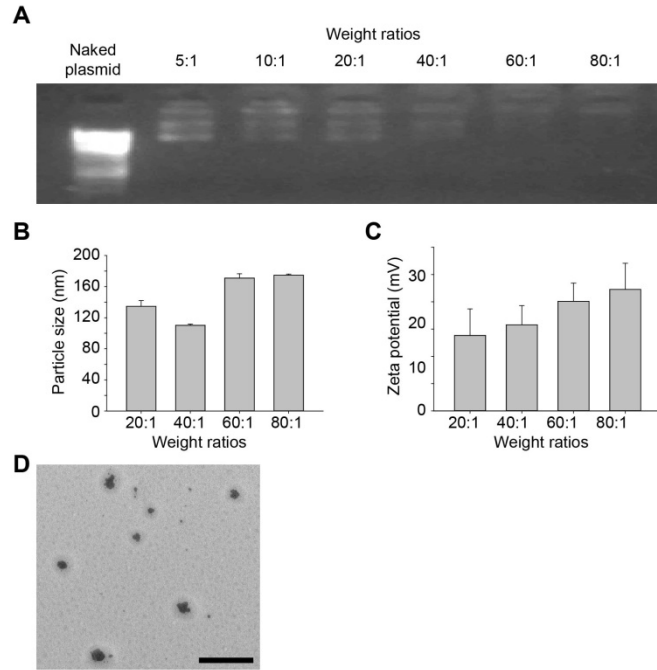 A
Weight ratios
Naked
plasmid
5:1 10:1 20:1 40:1 60:1 80:1
B
Particle size (nm)
200
160
120
80
40
0
20:1 40:1 60:1 80:1
Weight ratios
C
Zeta potential (mV)
30
20
10
0
20:1 40:1 60:1 80:1
Weight ratios
D